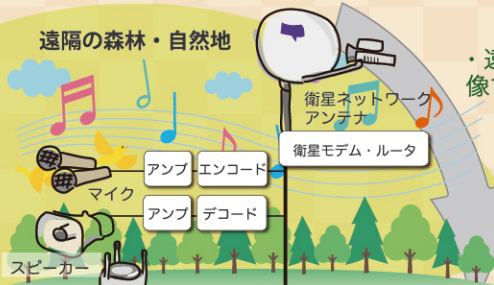 遠隔の森林・自然地
・遠
像す
衛星ネットワーク
アンテナ
衛星モデム・ルータ
アンプ エンコード
マイク
アンプ デコード
スピーカー